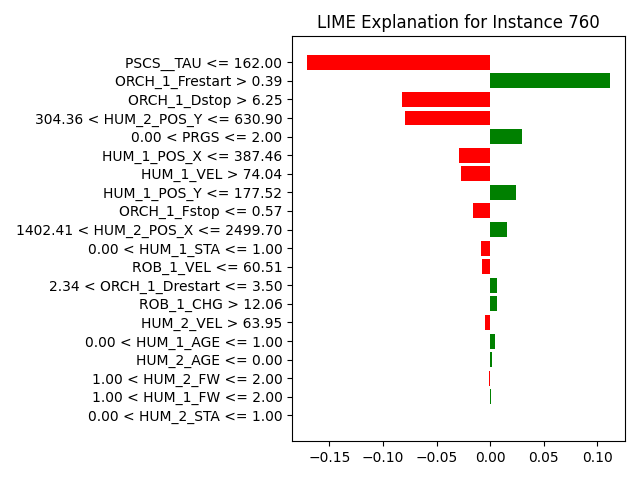 LIME Explanation for Instance 760
PSCS__TAU <= 162.00
ORCH_1_Frestart > 0.39
ORCH_1_Dstop > 6.25
304.36 < HUM_2_POS_Y <= 630.90
0.00 < PRGS <= 2.00
HUM_1_POS_X <= 387.46
HUM_1_VEL > 74.04
HUM_1_POS_Y <= 177.52
ORCH_1_Fstop <= 0.57
1402.41 < HUM_2_POS_X <= 2499.70
0.00 < HUM_1_STA <= 1.00
ROB_1_VEL <= 60.51
2.34 < ORCH_1_Drestart <= 3.50
ROB_1_CHG > 12.06
HUM_2_VEL > 63.95
0.00 < HUM_1_AGE <= 1.00
HUM_2_AGE <= 0.00
1.00 < HUM_2_FW <= 2.00
1.00 < HUM_1_FW <= 2.00
0.00 < HUM_2_STA <= 1.00
−0.15 −0.10 −0.05 0.00 0.05 0.10